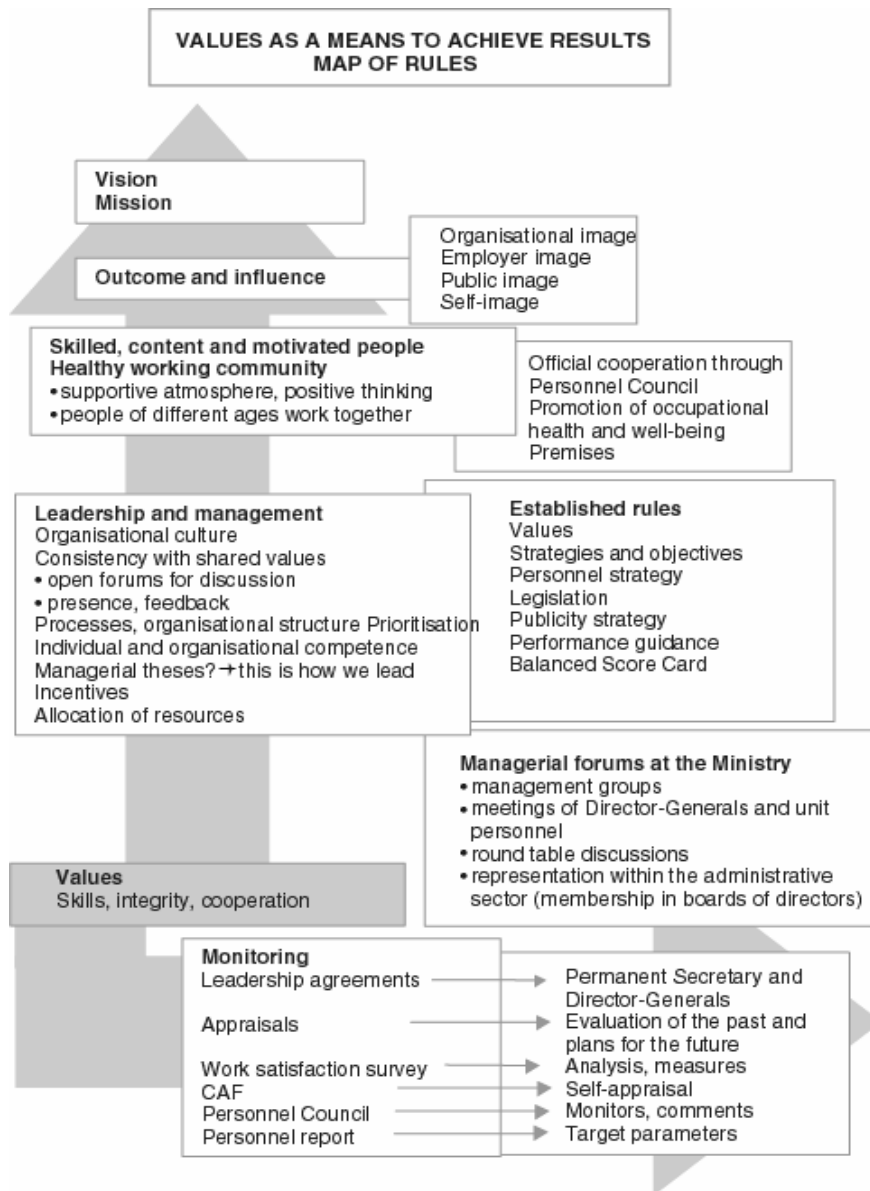 VALUES AS A MEANS TO ACHIEVE RESULTS
MAP OF RULES
Vision
Mission
Outcome and influence
Organisational image
Employer image
Public image
Self-image
Skilled, content and motivated people
Healthy working community
• supportive atmosphere, positive thinking
• people of different ages work together
Official cooperation through
Personnel Council
Promotion of occupational
health and well-being
Premises
Leadership and management
Organisational culture
Consistency with shared values
• open forums for discussion
• presence, feedback
Processes, organisational structure Prioritisation
Individual and organisational competence
Managerial theses?→this is how we lead
Incentives
Allocation of resources
Established rules
Values
Strategies and objectives
Personnel strategy
Legislation
Publicity strategy
Performance guidance
Balanced Score Card
Managerial forums at the Ministry
• management groups
• meetings of Director-Generals and unit
personnel
• round table discussions
• representation within the administrative
sector (membership in boards of directors)
Values
Skills, integrity, cooperation
Monitoring
Leadership agreements
Permanent Secretary and
Director-Generals
Appraisals
Evaluation of the past and
plans for the future
Work satisfaction survey
Analysis, measures
CAF
Self-appraisal
Personnel Council
Monitors, comments
Personnel report
Target parameters